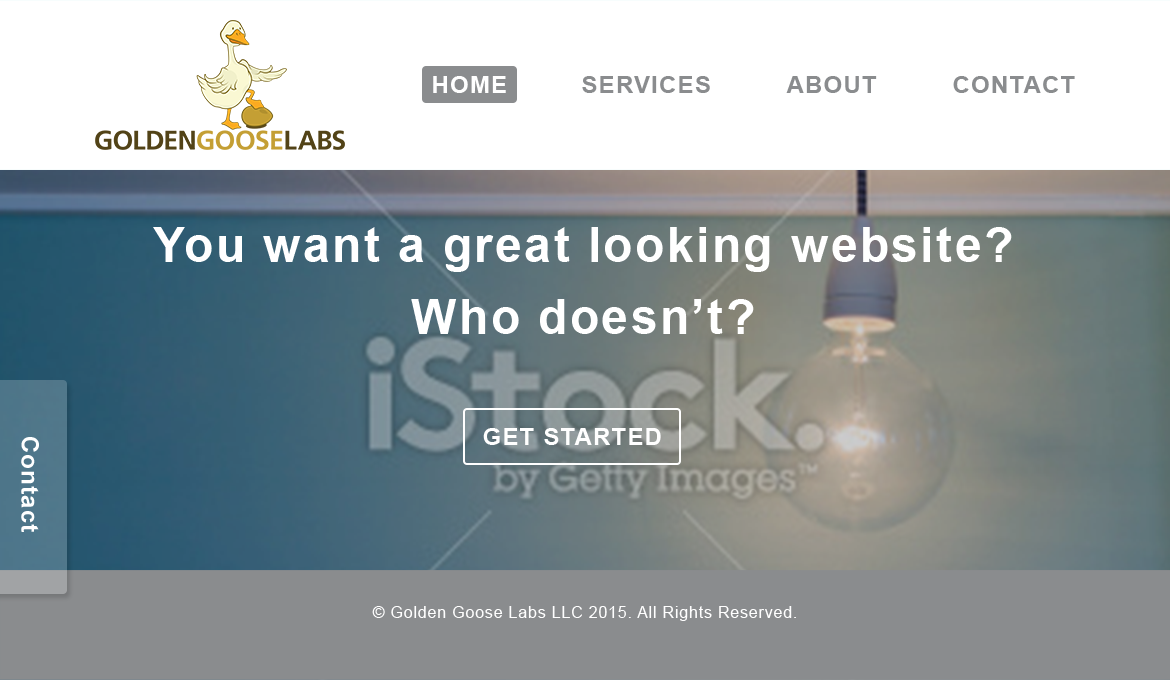 GOLDENGOOSELABS
HOME SERVICES ABOUT CONTACT
You want a great looking website?
Who doesn’t?
iStock.
GET STARTED
by Getty Images™
Contact
© Golden Goose Labs LLC 2015. All Rights Reserved.